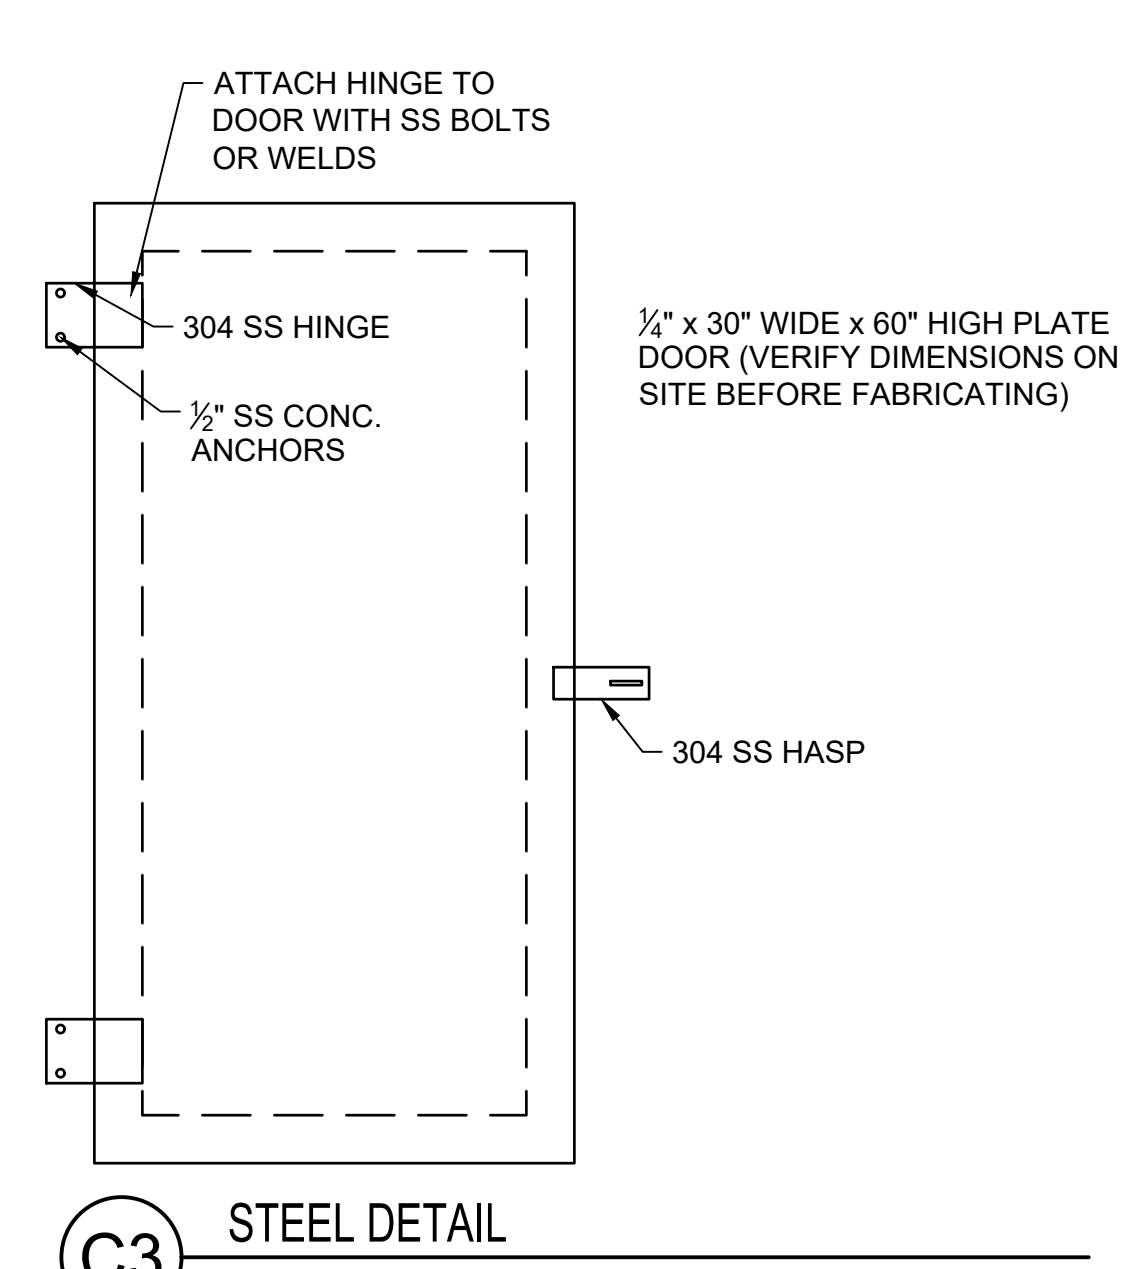 ATTACH HINGE TO
DOOR WITH SS BOLTS
OR WELDS
304 SS HINGE
½" SS CONC.
ANCHORS
¼" x 30" WIDE x 60" HIGH PLATE
DOOR (VERIFY DIMENSIONS ON
SITE BEFORE FABRICATING)
304 SS HASP
STEEL DETAIL
C3